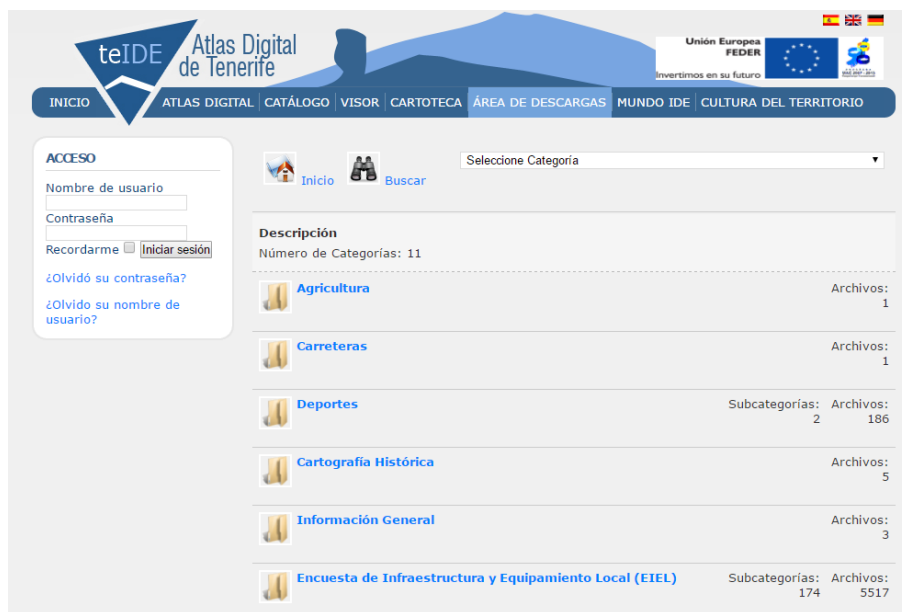 teIDE
Atlas Digital
de Tenerife
Unión Europea
FEDER
Invertimos en su futuro
INICIO
ATLAS DIGITAL
CATÁLOGO
VISOR
CARTOTECA
ÁREA DE DESCARGAS
MUNDO IDE
CULTURA DEL TERRITORIO
ACCESO
Nombre de usuario
Contraseña
Recordarme
Iniciar sesión
¿Olvidó su contraseña?
¿Olvido su nombre de
usuario?
Inicio
Buscar
Seleccione Categoría
Descripción
Número de Categorías: 11
Agricultura
Archivos:
1
Carreteras
Archivos:
1
Deportes
Subcategorías: Archivos:
2 186
Cartografía Histórica
Archivos:
5
Información General
Archivos:
3
Encuesta de Infraestructura y Equipamiento Local (EIEL)
Subcategorías: Archivos:
174 5517